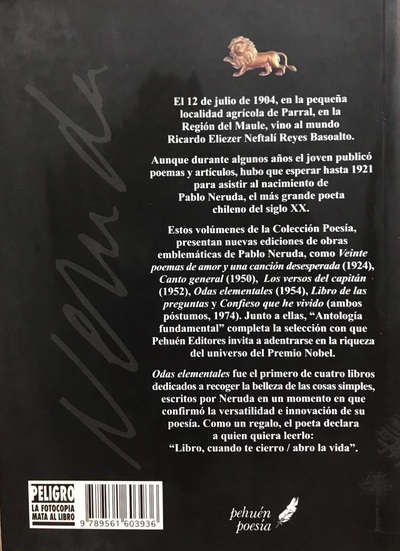 El 12 de julio de 1904, en la pequeña
localidad agrícola de Parral, en la
Región del Maule, vino al mundo
Ricardo Eliezer Neftalí Reyes Basoalto.
Aunque durante algunos años el joven publicó
poemas y artículos, hubo que esperar hasta 1921
para asistir al nacimiento de
Pablo Neruda, el más grande poeta
chileno del siglo XX.
Estos volúmenes de la Colección Poesía,
presentan nuevas ediciones de obras
emblemáticas de Pablo Neruda, como Veinte
poemas de amor y una canción desesperada (1924),
Canto general (1950), Los versos del capitán
(1952), Odas elementales (1954), Libro de las
preguntas y Confieso que he vivido (ambos
póstumos, 1974). Junto a ellas, “Antología
fundamental” completa la selección con que
Pehuén Editores invita a adentrarse en la riqueza
del universo del Premio Nobel.
Odas elementales fue el primero de cuatro libros
dedicados a recoger la belleza de las cosas simples,
escritos por Neruda en un momento en que
confirmó la versatilidad e innovación de su
poesía. Como un regalo, el poeta declara
a quien quiera leerlo:
“Libro, cuando te cierro / abro la vida”.
Neruda
PELIGRO
LA FOTOCOPIA
MATA AL LIBRO
9 789561 603936
pehuén
poesía